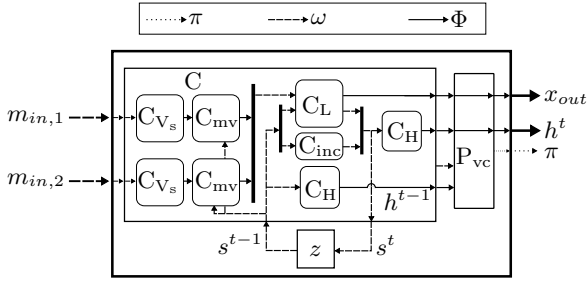 π ω Φ
C
m_{in,1} C_{V_s} C_{mv} C_L x_{out}
C_{inc} C_H h^t
m_{in,2} C_{V_s} C_{mv} C_H P_{vc} π
h^{t-1}
s^{t-1} z s^t